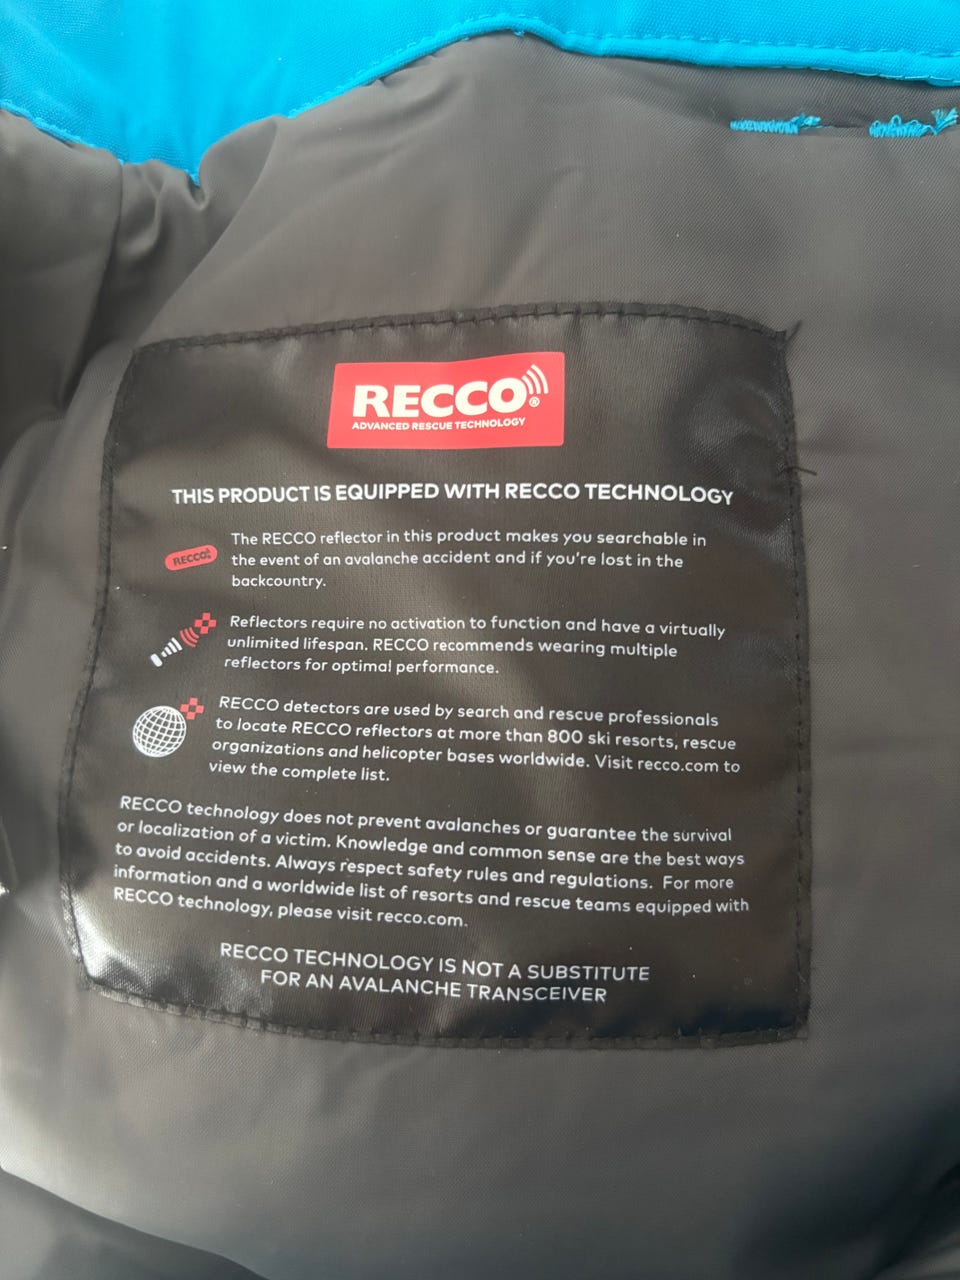 RECCO®
ADVANCED RESCUE TECHNOLOGY
THIS PRODUCT IS EQUIPPED WITH RECCO TECHNOLOGY
RECCO
The RECCO reflector in this product makes you searchable in
the event of an avalanche accident and if you're lost in the
backcountry.
Reflectors require no activation to function and have a virtually
unlimited lifespan. RECCO recommends wearing multiple
reflectors for optimal performance.
RECCO detectors are used by search and rescue professionals
to locate RECCO reflectors at more than 800 ski resorts, rescue
organizations and helicopter bases worldwide. Visit recco.com to
view the complete list.
RECCO technology does not prevent avalanches or guarantee the survival
or localization of a victim. Knowledge and common sense are the best ways
to avoid accidents. Always respect safety rules and regulations. For more
information and a worldwide list of resorts and rescue teams equipped with
RECCO technology, please visit recco.com.
RECCO TECHNOLOGY IS NOT A SUBSTITUTE
FOR AN AVALANCHE TRANSCEIVER